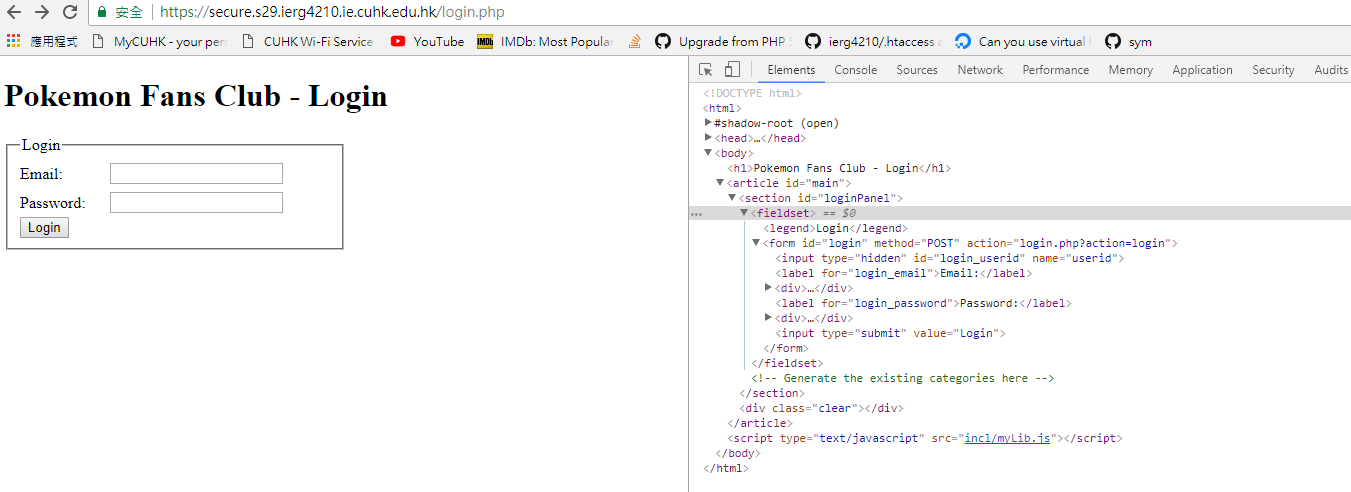 安全 https://secure.s29.ierg4210.ie.cuhk.edu.hk/login.php
應用程式 MyCUHK - your per CUHK Wi-Fi Service YouTube IMDb IMDb: Most Popular Upgrade from PHP ierg4210/.htaccess a Can you use virtual sym
Elements Console Sources Network Performance Memory Application Security Audits
Pokemon Fans Club - Login
Login
Email:
Password:
Login
<!DOCTYPE html>
<html>
#shadow-root (open)
<head>…</head>
<body>
<h1>Pokemon Fans Club - Login</h1>
<article id="main">
<section id="loginPanel">
… <fieldset> == $0
<legend>Login</legend>
<form id="login" method="POST" action="login.php?action=login">
<input type="hidden" id="login_userid" name="userid">
<label for="login_email">Email:</label>
<div>…</div>
<label for="login_password">Password:</label>
<div>…</div>
<input type="submit" value="Login">
</form>
</fieldset>
<!-- Generate the existing categories here -->
</section>
<div class="clear"></div>
</article>
<script type="text/javascript" src="incl/myLib.js"></script>
</body>
</html>